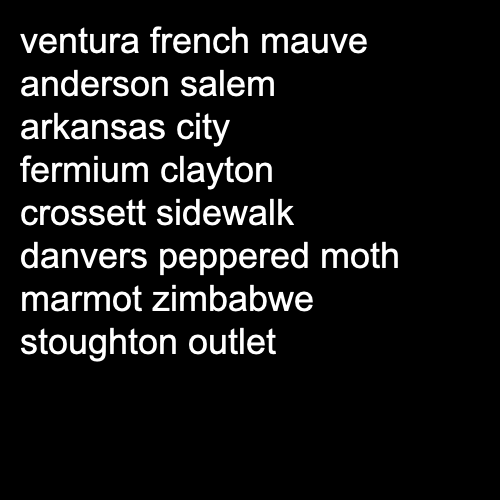 ventura french mauve
anderson salem
arkansas city
fermium clayton
crossett sidewalk
danvers peppered moth
marmot zimbabwe
stoughton outlet